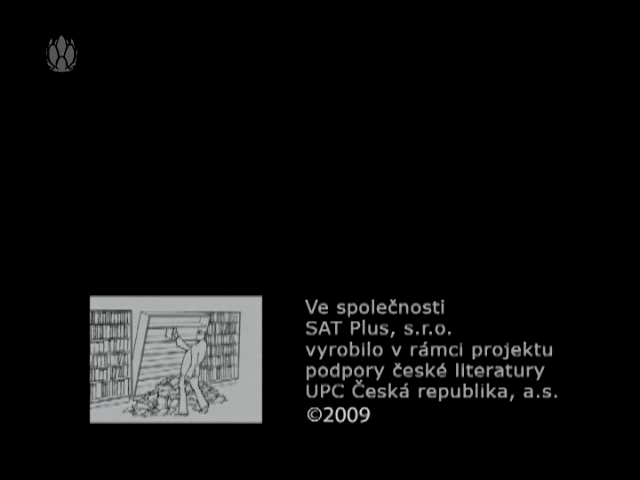 Ve společnosti
SAT Plus, s.r.o.
vyrobilo v rámci projektu
podpory české literatury
UPC Česká republika, a.s.
©2009